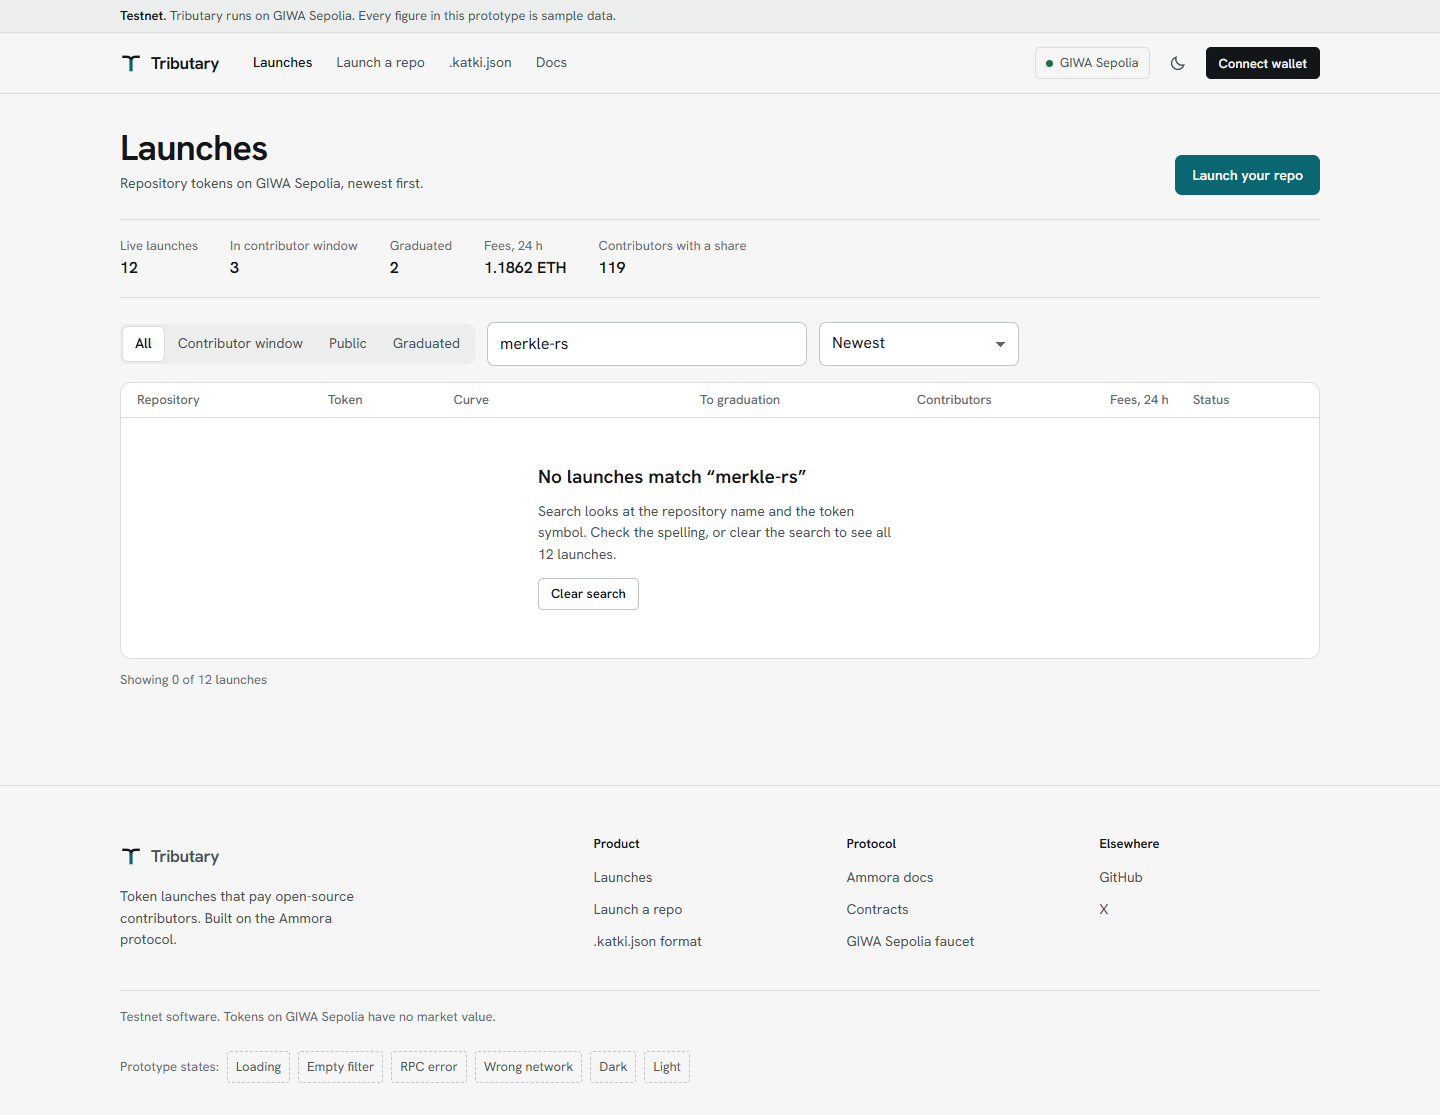 Testnet. Tributary runs on GIWA Sepolia. Every figure in this prototype is sample data.
Tributary Launches Launch a repo .katki.json Docs GIWA Sepolia Connect wallet
Launches
Repository tokens on GIWA Sepolia, newest first.
Launch your repo
Live launches In contributor window Graduated Fees, 24 h Contributors with a share
12 3 2 1.1862 ETH 119
All Contributor window Public Graduated merkle-rs Newest
Repository Token Curve To graduation Contributors Fees, 24 h Status
No launches match “merkle-rs”
Search looks at the repository name and the token
symbol. Check the spelling, or clear the search to see all
12 launches.
Clear search
Showing 0 of 12 launches
Tributary
Token launches that pay open-source
contributors. Built on the Ammora
protocol.
Product
Launches
Launch a repo
.katki.json format
Protocol
Ammora docs
Contracts
GIWA Sepolia faucet
Elsewhere
GitHub
X
Testnet software. Tokens on GIWA Sepolia have no market value.
Prototype states: Loading Empty filter RPC error Wrong network Dark Light